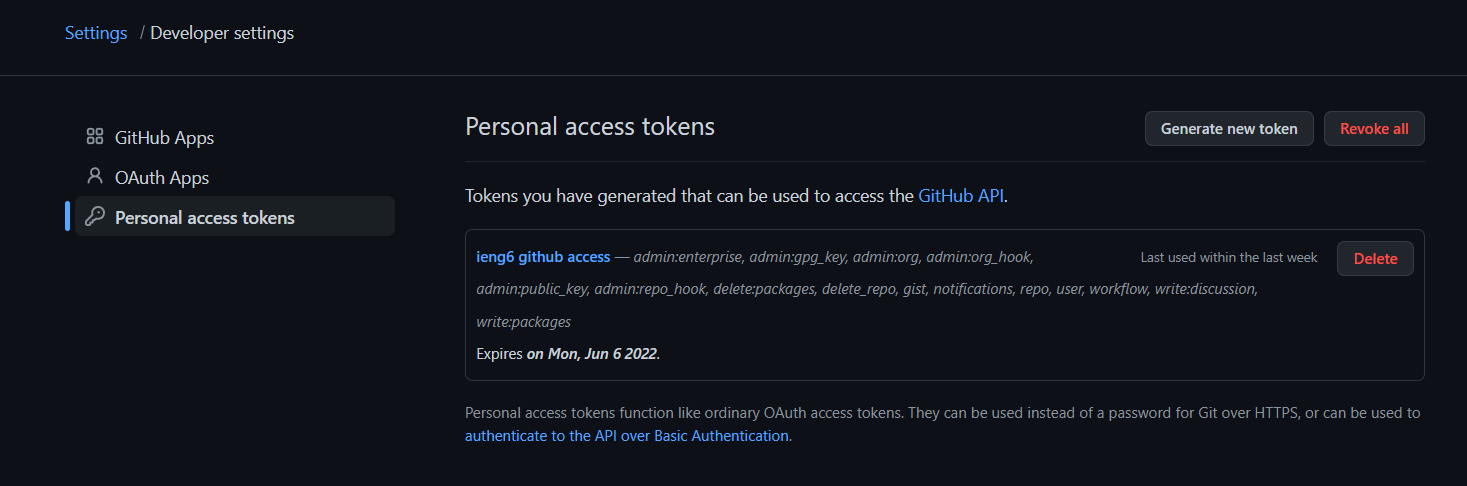 Settings / Developer settings
GitHub Apps
OAuth Apps
Personal access tokens
Personal access tokens
Generate new token
Revoke all
Tokens you have generated that can be used to access the GitHub API.
ieng6 github access — admin:enterprise, admin:gpg_key, admin:org, admin:org_hook,
Last used within the last week
Delete
admin:public_key, admin:repo_hook, delete:packages, delete_repo, gist, notifications, repo, user, workflow, write:discussion,
write:packages
Expires on Mon, Jun 6 2022.
Personal access tokens function like ordinary OAuth access tokens. They can be used instead of a password for Git over HTTPS, or can be used to
authenticate to the API over Basic Authentication.